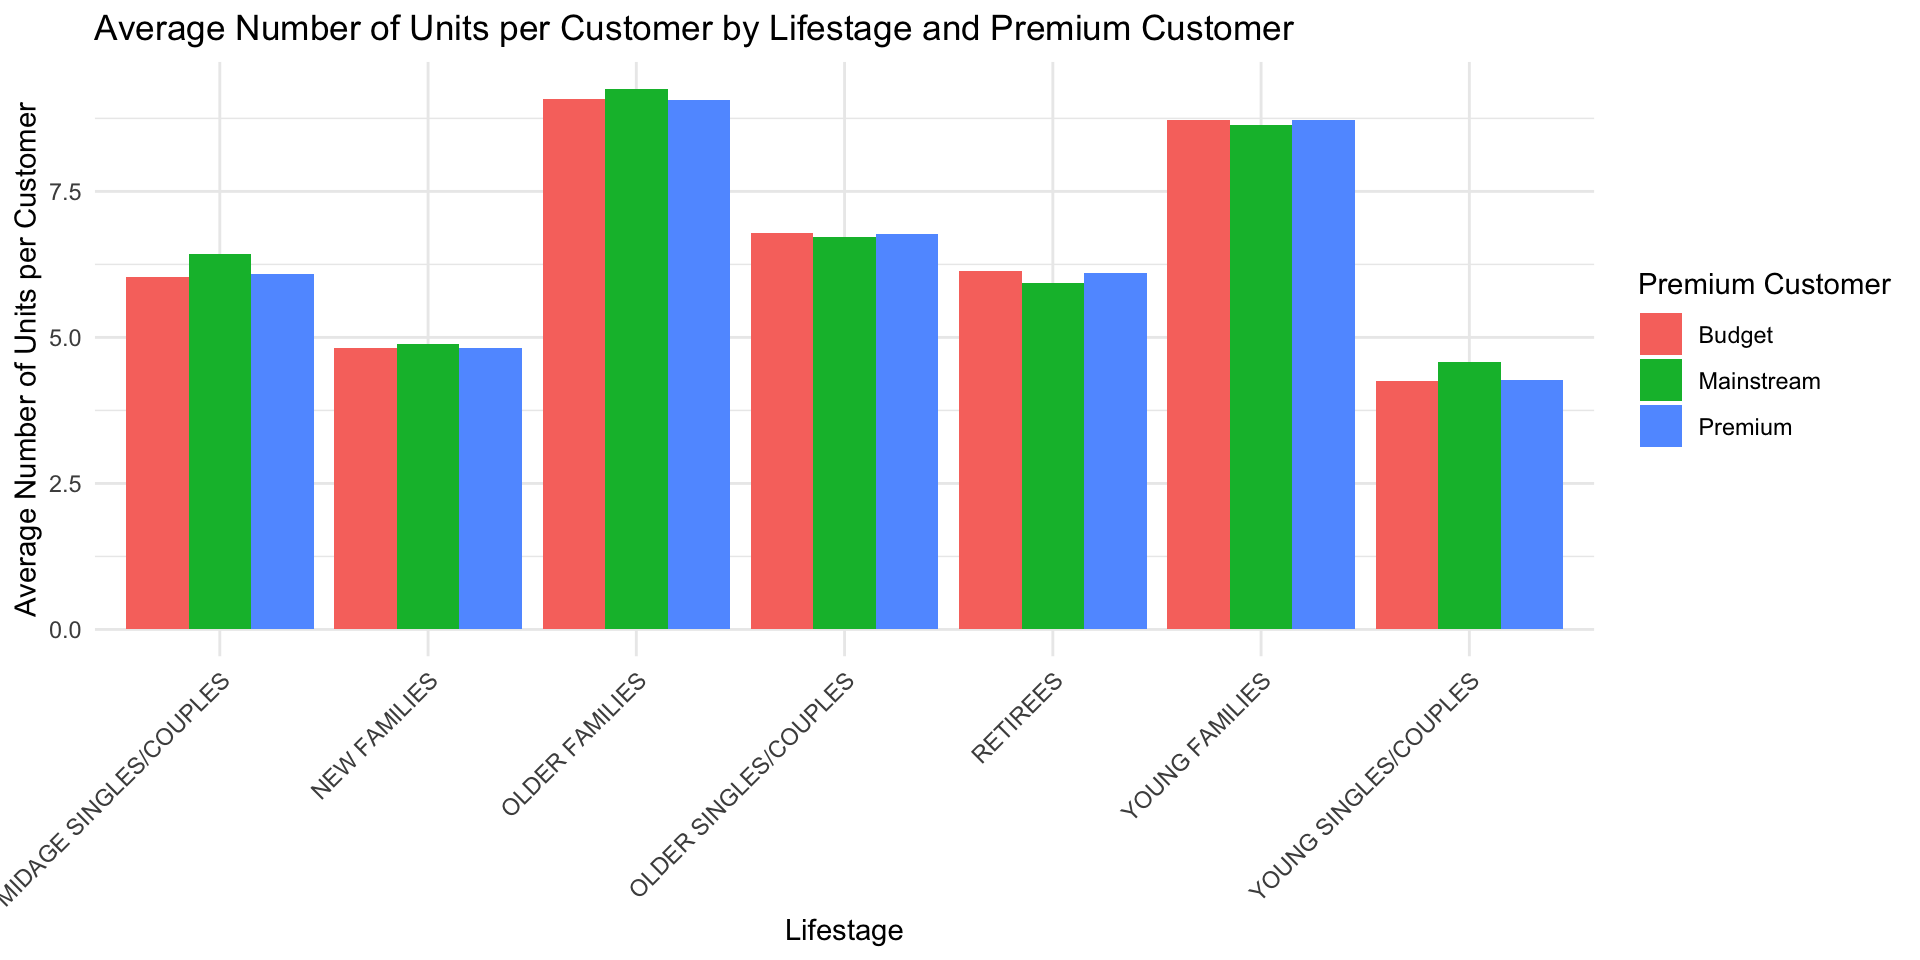 Average Number of Units per Customer by Lifestage and Premium Customer
Average Number of Units per Customer
7.5
5.0
2.5
0.0
MIDAGE SINGLES/COUPLES
NEW FAMILIES
OLDER FAMILIES
OLDER SINGLES/COUPLES
RETIREES
YOUNG FAMILIES
YOUNG SINGLES/COUPLES
Lifestage
Premium Customer
Budget
Mainstream
Premium